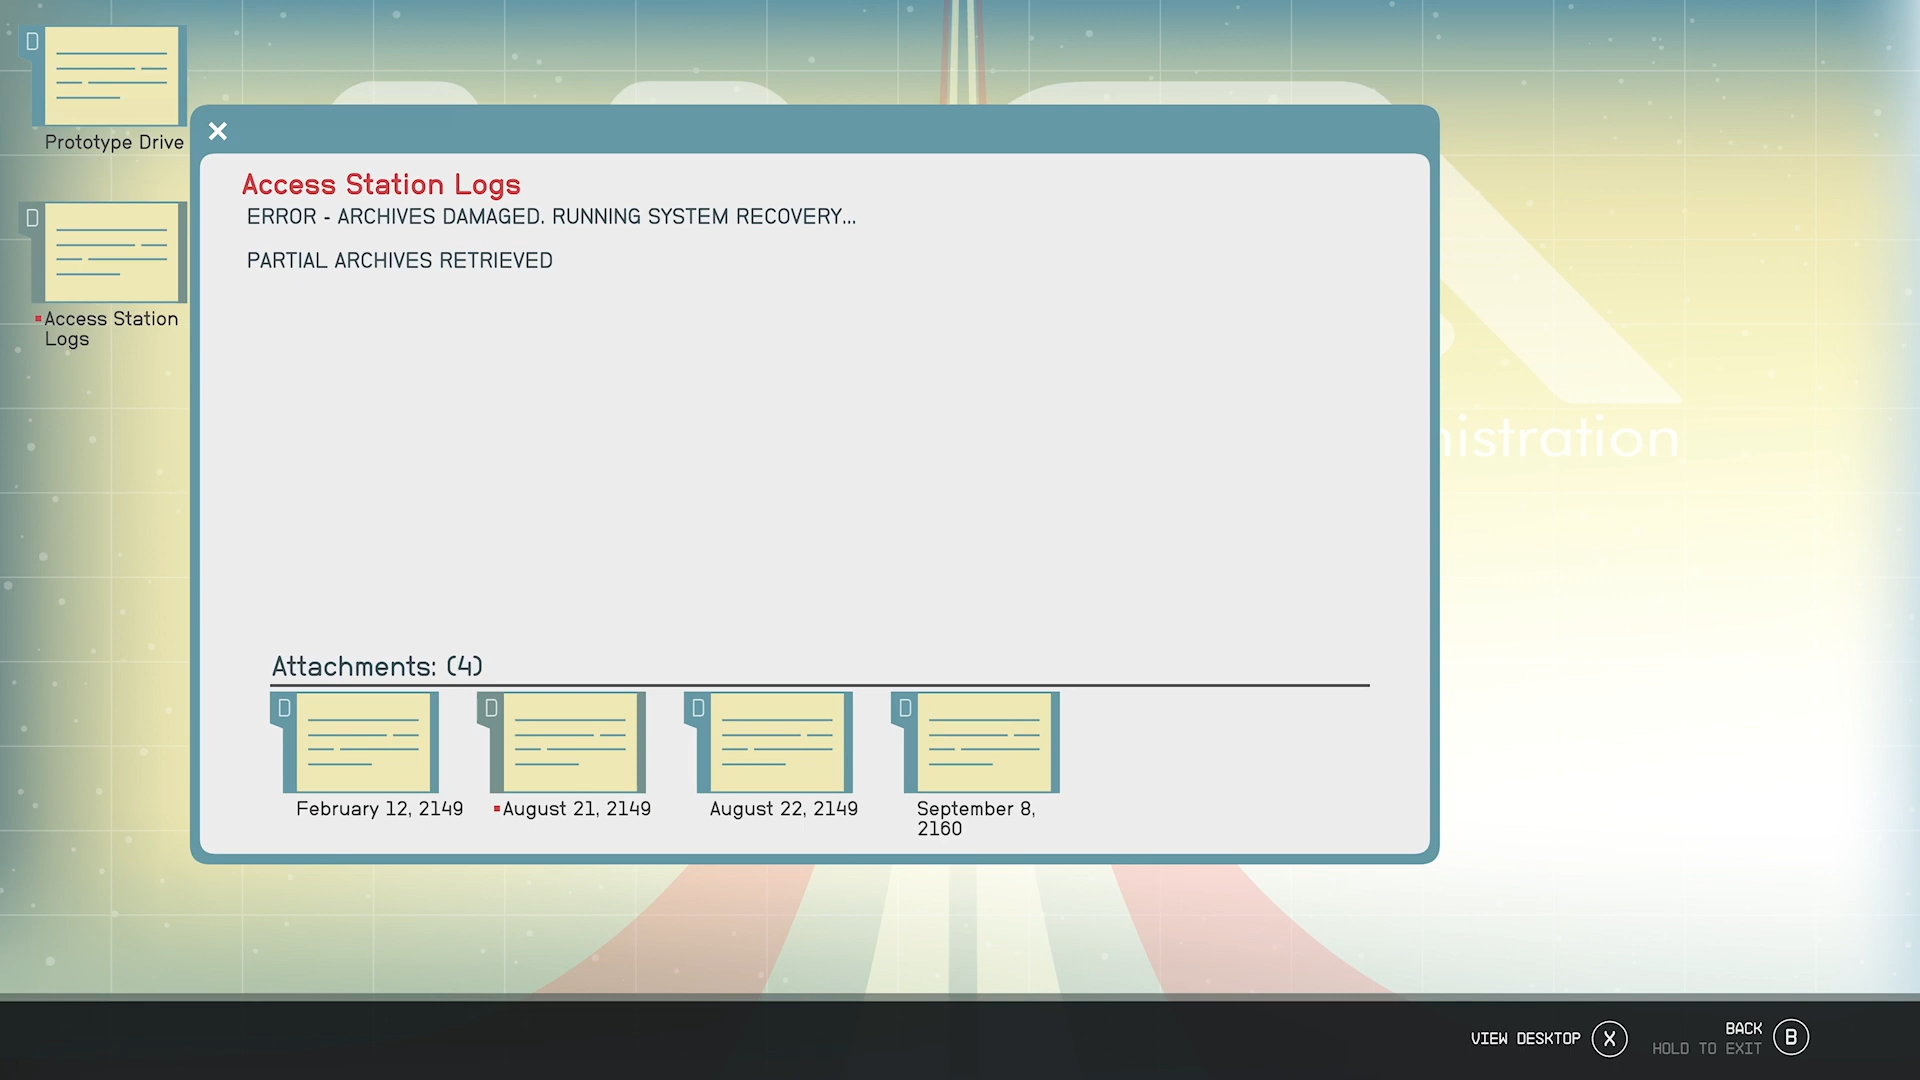 D
Prototype Drive
D
Access Station
Logs
Access Station Logs
ERROR - ARCHIVES DAMAGED. RUNNING SYSTEM RECOVERY...
PARTIAL ARCHIVES RETRIEVED
nistration
Attachments: (4)
D
D
D
D
February 12, 2149
August 21, 2149
August 22, 2149
September 8,
2160
VIEW DESKTOP X
BACK B
HOLD TO EXIT